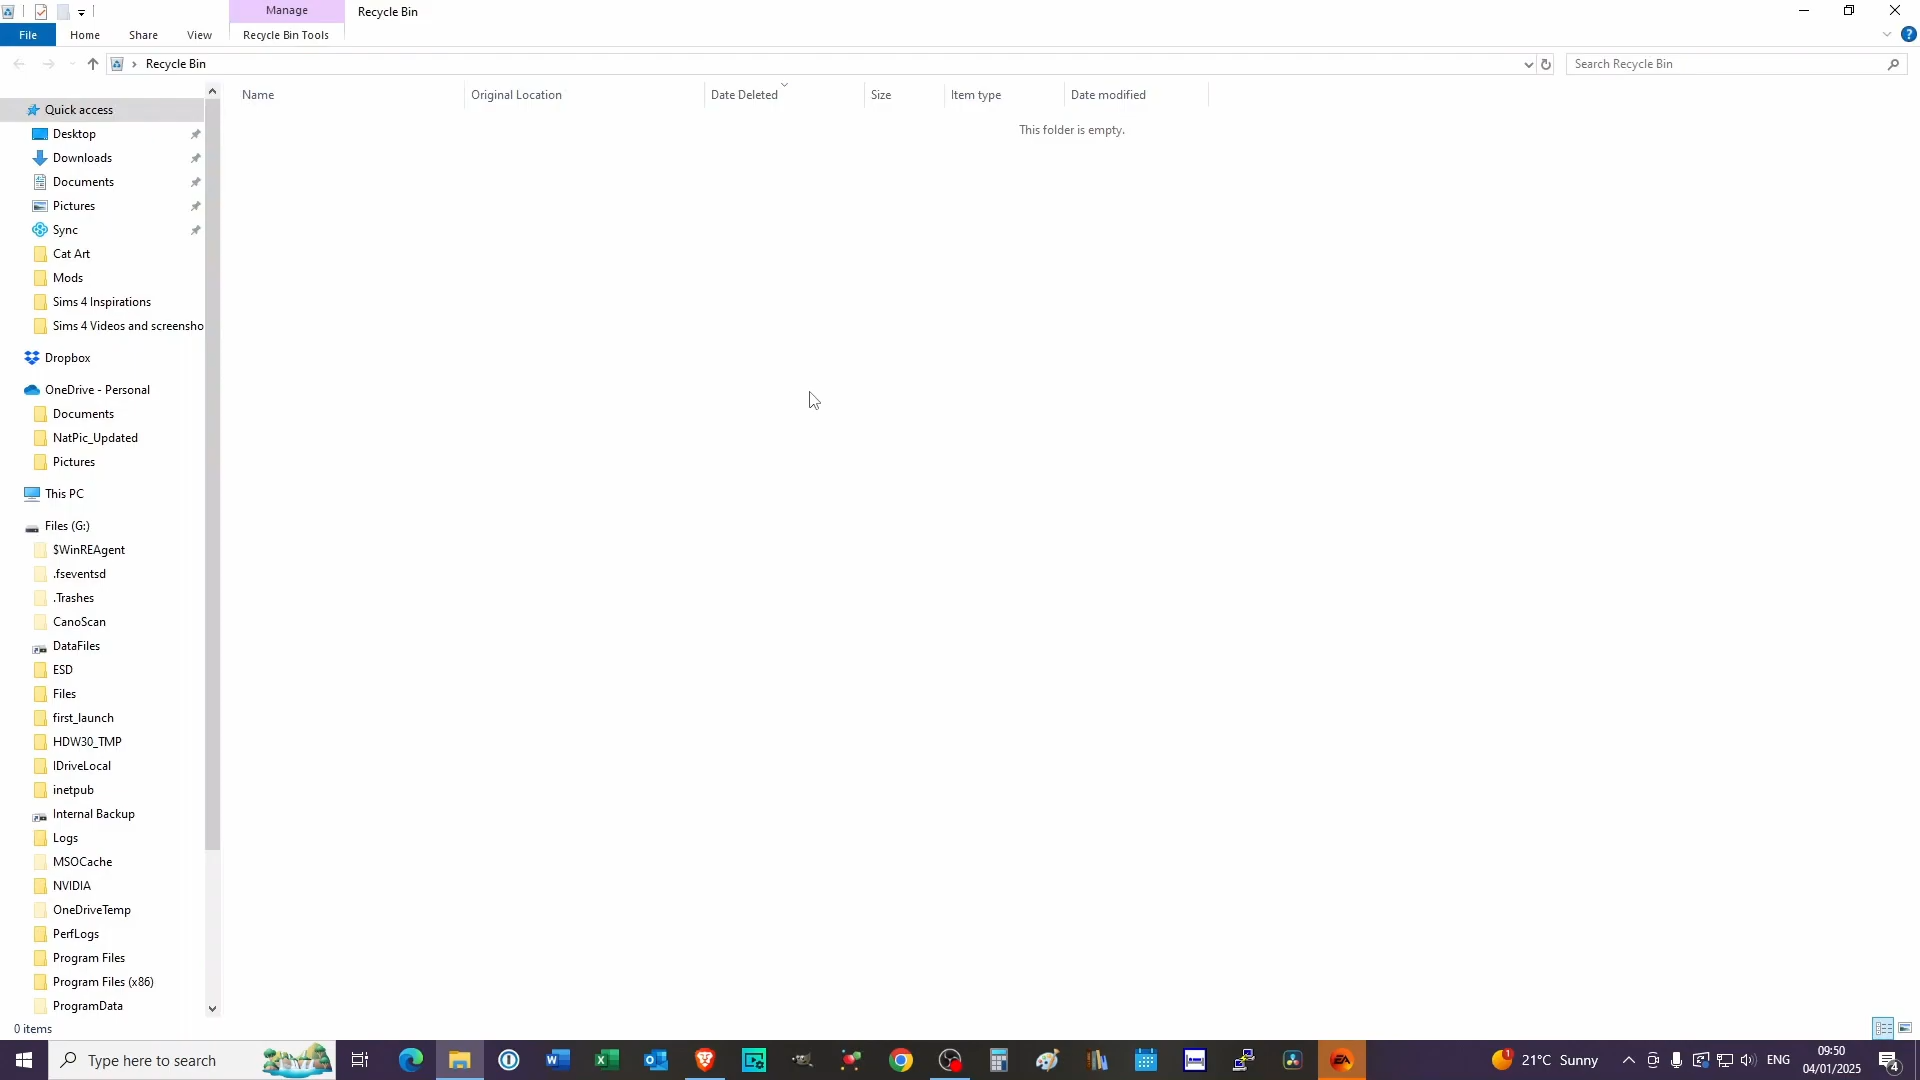 Manage
Recycle Bin
File
Home
Share
View
Recycle Bin Tools
Recycle Bin
Search Recycle Bin
Name
Original Location
Date Deleted
Size
Item type
Date modified
This folder is empty.
Quick access
Desktop
Downloads
Documents
Pictures
Sync
Cat Art
Mods
Sims 4 Inspirations
Sims 4 Videos and screensho
Dropbox
OneDrive - Personal
Documents
NatPic_Updated
Pictures
This PC
Files (G:)
$WinREAgent
.fseventsd
.Trashes
CanoScan
DataFiles
ESD
Files
first_launch
HDW30_TMP
IDriveLocal
inetpub
Internal Backup
Logs
MSOCache
NVIDIA
OneDriveTemp
PerfLogs
Program Files
Program Files (x86)
ProgramData
0 items
Type here to search
21°C Sunny
ENG
09:50
04/01/2025